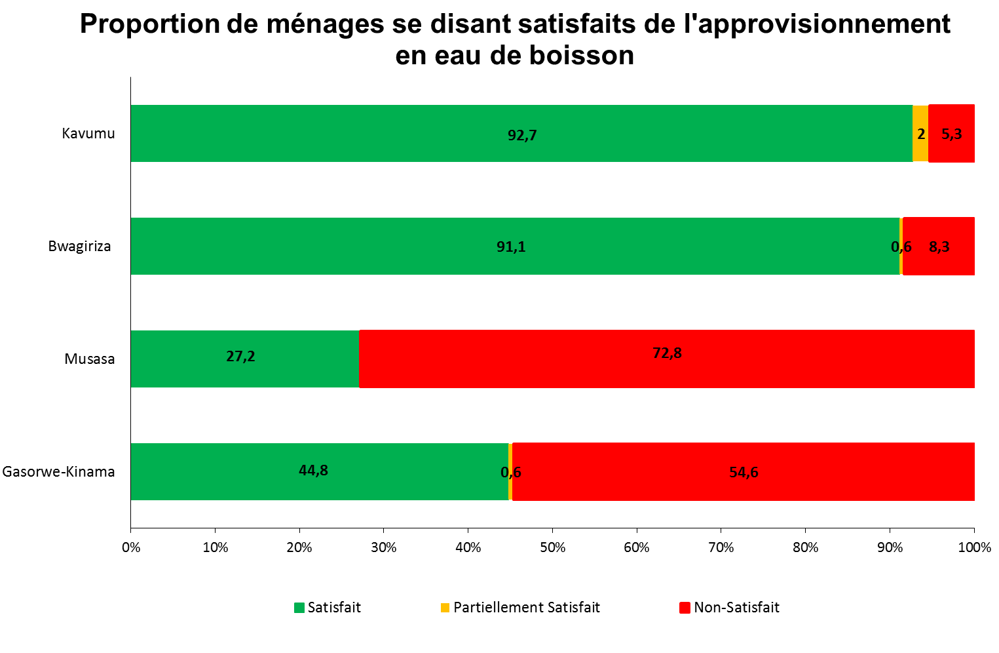 Proportion de ménages se disant satisfaits de l'approvisionnement
en eau de boisson
Kavumu
92,7
2
5,3
Bwagiriza
91,1
0,6
8,3
Musasa
27,2
72,8
Gasorwe-Kinama
44,8
0,6
54,6
0% 10% 20% 30% 40% 50% 60% 70% 80% 90% 100%
Satisfait Partiellement Satisfait Non-Satisfait